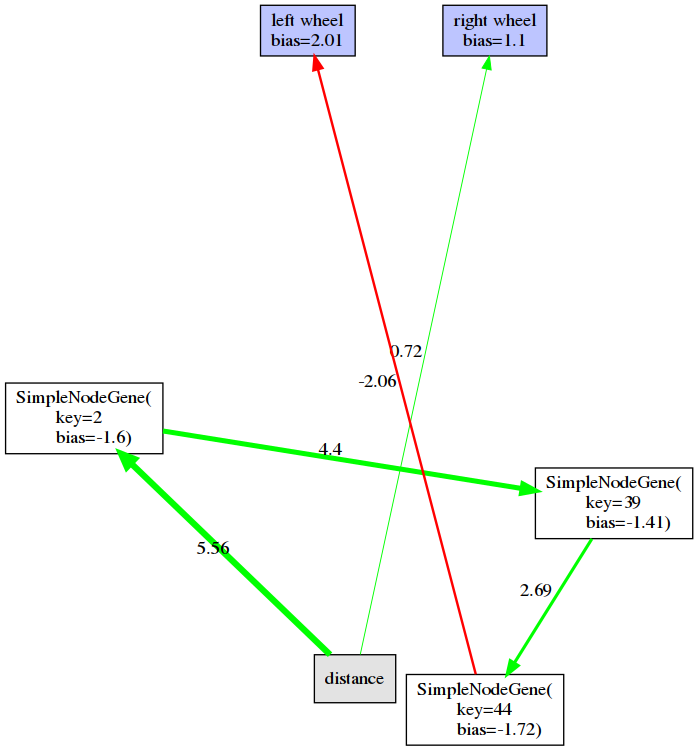 left wheel
bias=2.01
right wheel
bias=1.1
0.72
-2.06
SimpleNodeGene(
key=2
bias=-1.6)
4.4
SimpleNodeGene(
key=39
bias=-1.41)
5.56
2.69
distance
SimpleNodeGene(
key=44
bias=-1.72)